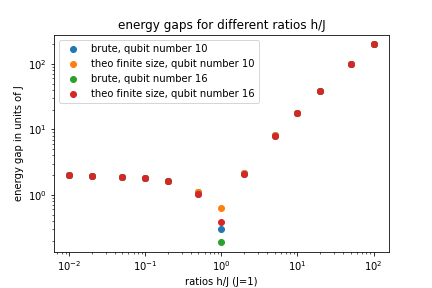 energy gaps for different ratios h/J
brute, qubit number 10
theo finite size, qubit number 10
brute, qubit number 16
theo finite size, qubit number 16
energy gap in units of J
10²
10¹
10⁰
10⁻² 10⁻¹ 10⁰ 10¹ 10²
ratios h/J (J=1)